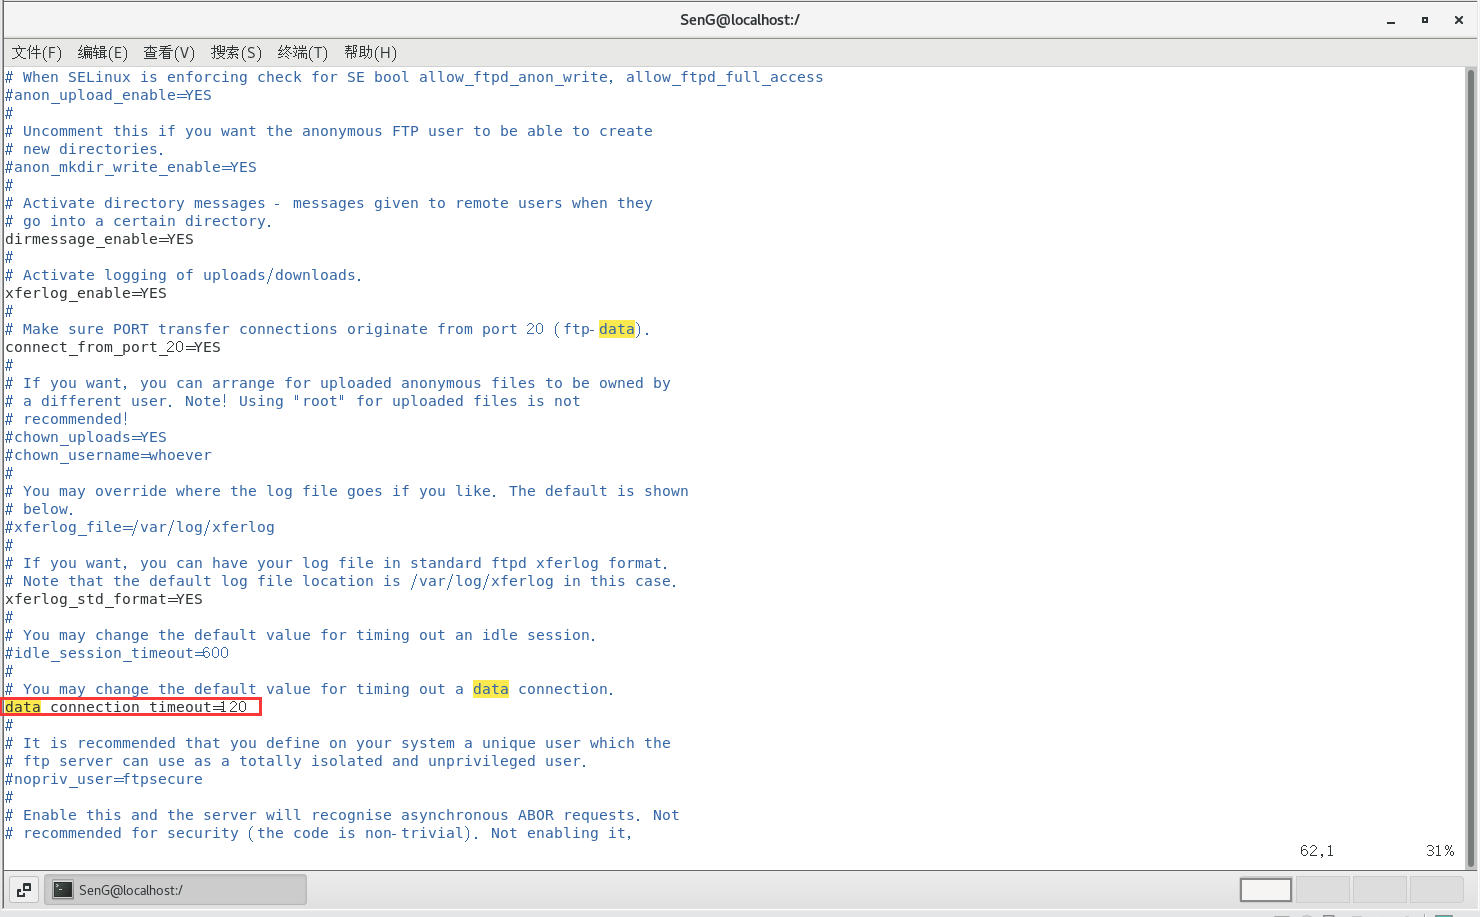 SenG@localhost:/
文件(F) 编辑(E) 查看(V) 搜索(S) 终端(T) 帮助(H)
# When SELinux is enforcing check for SE bool allow_ftpd_anon_write, allow_ftpd_full_access
#anon_upload_enable=YES
#
# Uncomment this if you want the anonymous FTP user to be able to create
# new directories.
#anon_mkdir_write_enable=YES
#
# Activate directory messages - messages given to remote users when they
# go into a certain directory.
dirmessage_enable=YES
#
# Activate logging of uploads/downloads.
xferlog_enable=YES
#
# Make sure PORT transfer connections originate from port 20 (ftp-data).
connect_from_port_20=YES
#
# If you want, you can arrange for uploaded anonymous files to be owned by
# a different user. Note! Using "root" for uploaded files is not
# recommended!
#chown_uploads=YES
#chown_username=whoever
#
# You may override where the log file goes if you like. The default is shown
# below.
#xferlog_file=/var/log/xferlog
#
# If you want, you can have your log file in standard ftpd xferlog format.
# Note that the default log file location is /var/log/xferlog in this case.
xferlog_std_format=YES
#
# You may change the default value for timing out an idle session.
#idle_session_timeout=600
#
# You may change the default value for timing out a data connection.
data_connection_timeout=120
#
# It is recommended that you define on your system a unique user which the
# ftp server can use as a totally isolated and unprivileged user.
#nopriv_user=ftpsecure
#
# Enable this and the server will recognise asynchronous ABOR requests. Not
# recommended for security (the code is non-trivial). Not enabling it,
62,1 31%
SenG@localhost:/